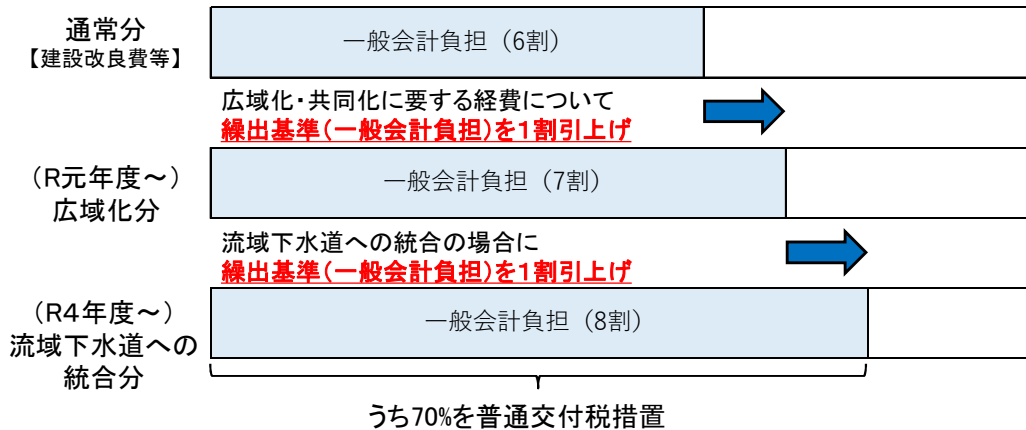 通常分
【建設改良費等】
一般会計負担（6割）
広域化・共同化に要する経費について
繰出基準（一般会計負担）を１割引上げ
（R元年度～）
広域化分
一般会計負担（7割）
流域下水道への統合の場合に
繰出基準（一般会計負担）を１割引上げ
（R4年度～）
流域下水道への
統合分
一般会計負担（8割）
うち70%を普通交付税措置